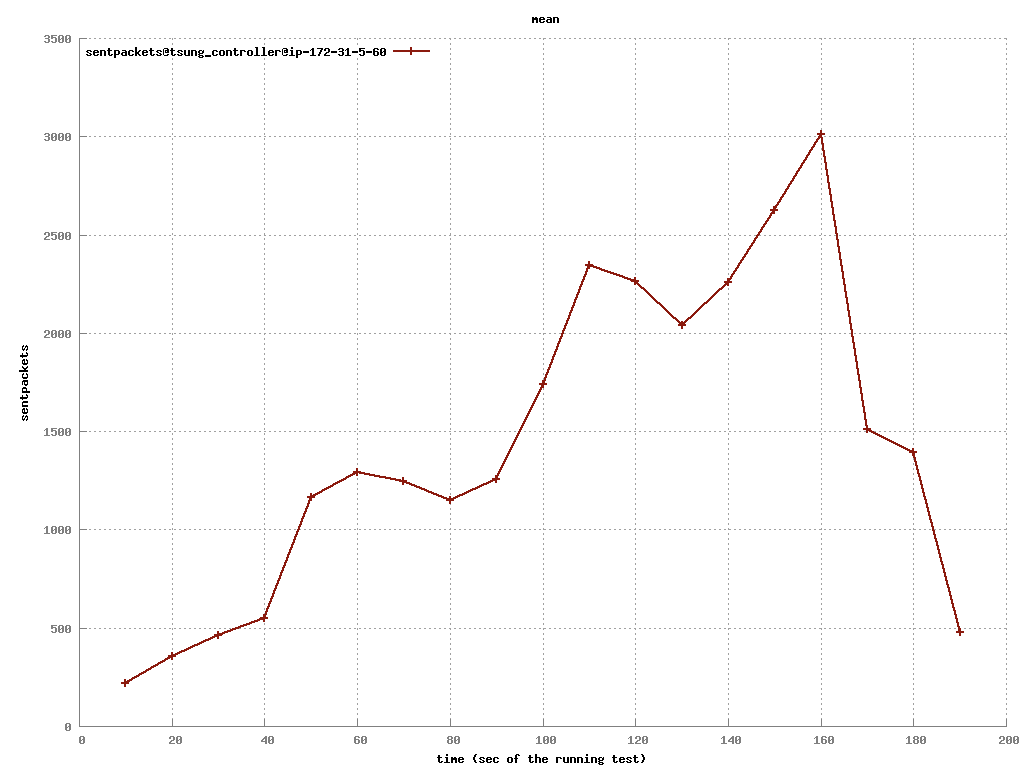 mean
3500
sentpackets@tsung_controller@ip-172-31-5-60
3000
2500
2000
sentpackets
1500
1000
500
0
0 20 40 60 80 100 120 140 160 180 200
time (sec of the running test)